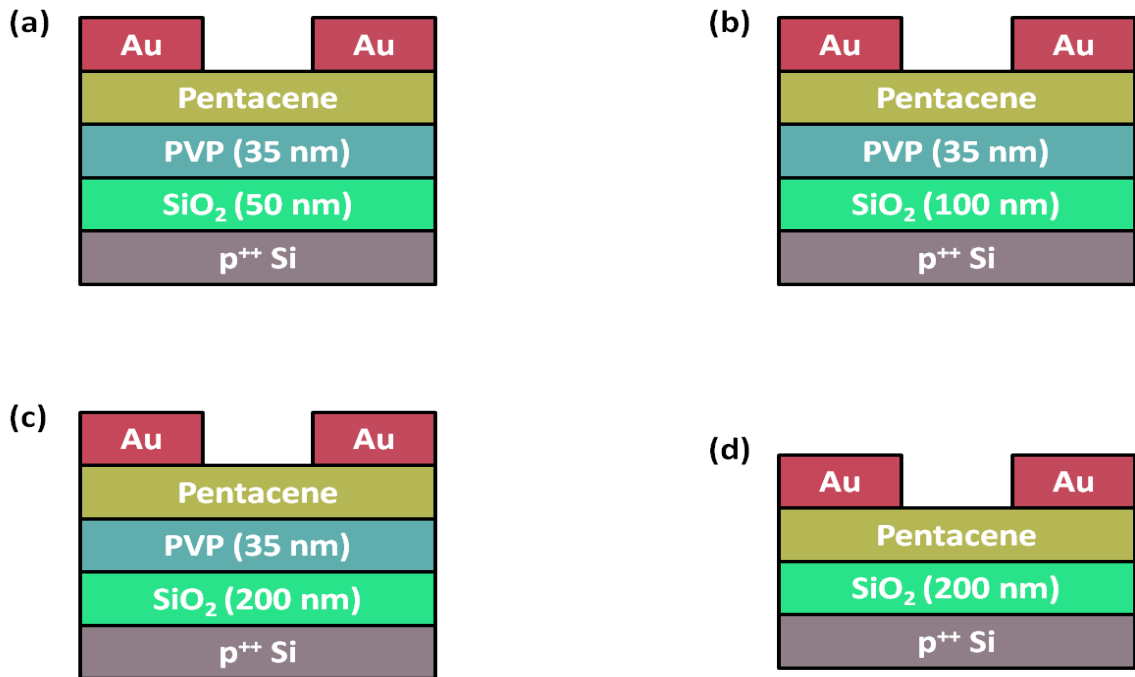 (a)
Au Au
Pentacene
PVP (35 nm)
SiO₂ (50 nm)
p⁺⁺ Si
(b)
Au Au
Pentacene
PVP (35 nm)
SiO₂ (100 nm)
p⁺⁺ Si
(c)
Au Au
Pentacene
PVP (35 nm)
SiO₂ (200 nm)
p⁺⁺ Si
(d)
Au Au
Pentacene
SiO₂ (200 nm)
p⁺⁺ Si